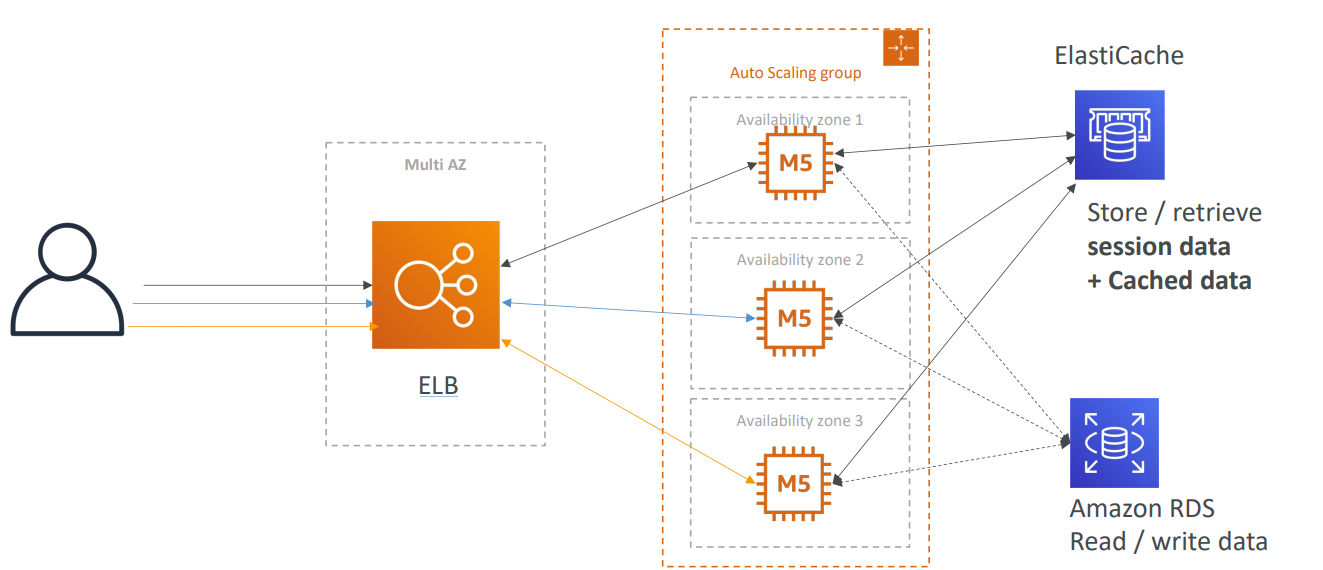 ElastiCache
Auto Scaling group
Availability zone 1
M5
Multi AZ
Store / retrieve
session data
+ Cached data
Availability zone 2
M5
ELB
Availability zone 3
M5
Amazon RDS
Read / write data